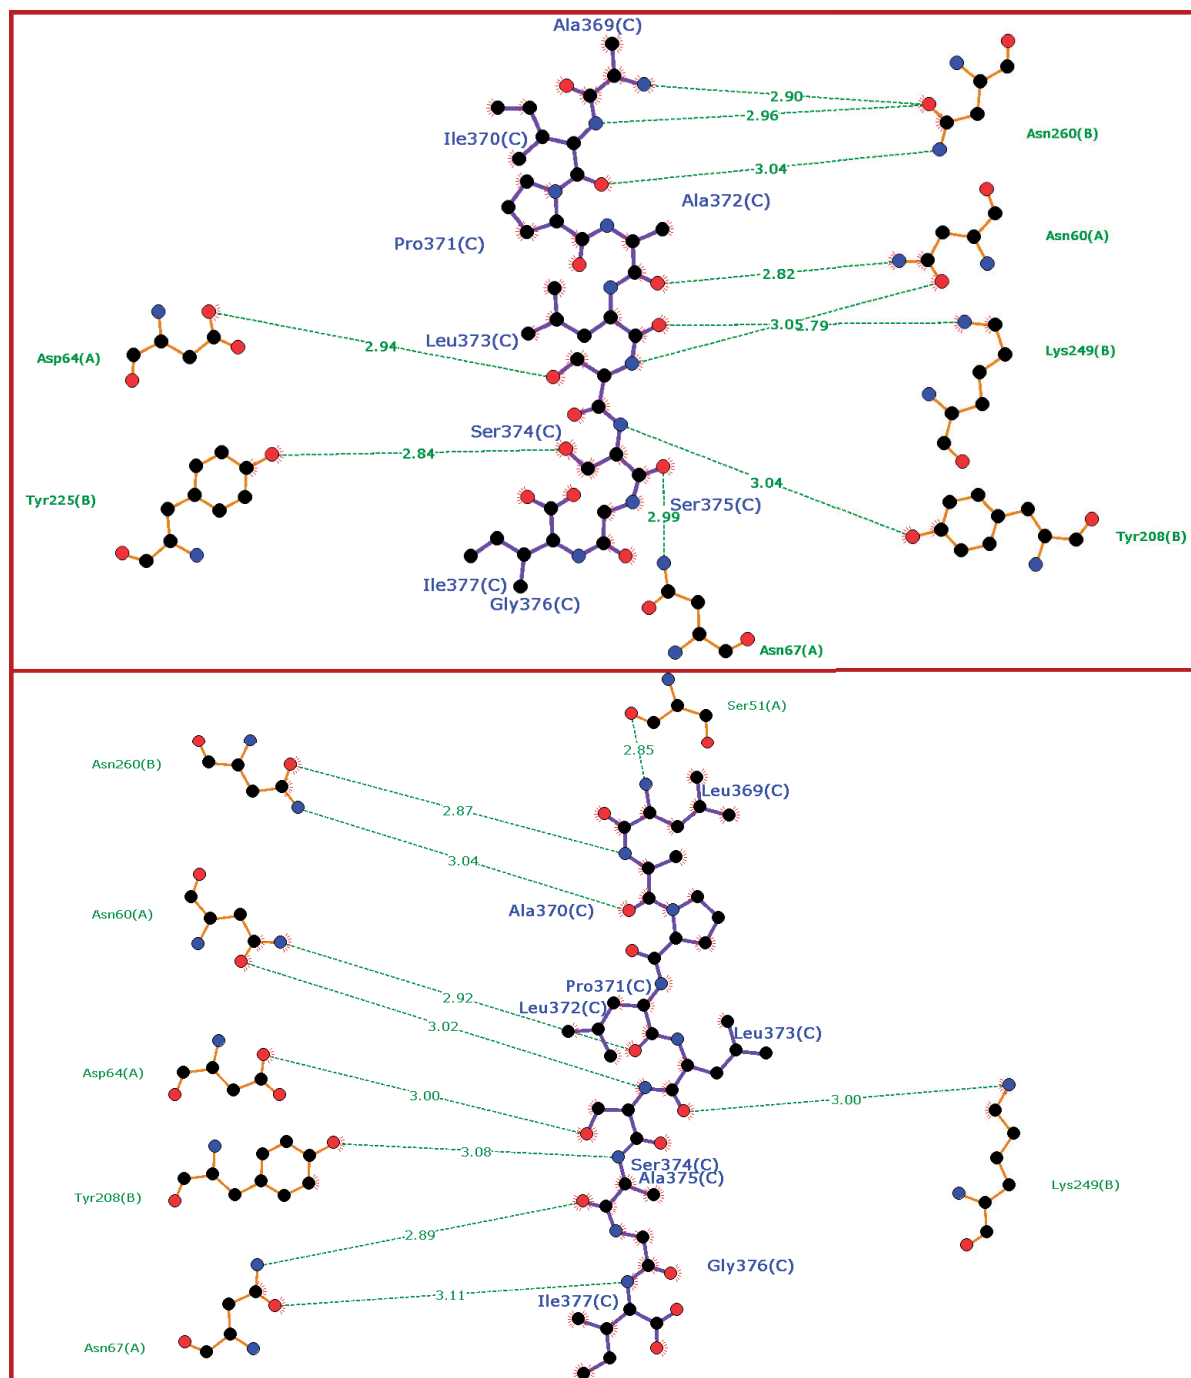 Ala369(C)
2.90
2.96
Asn260(B)
Ile370(C)
3.04
Ala372(C)
Pro371(C)
Asn60(A)
2.82
3.05
2.79
Leu373(C)
Lys249(B)
Asp64(A)
2.94
Ser374(C)
2.84
3.04
Tyr225(B)
Ser375(C)
2.99
Tyr208(B)
Ile377(C)
Gly376(C)
Asn67(A)
Ser51(A)
2.85
Asn260(B)
Leu369(C)
2.87
3.04
Ala370(C)
Asn60(A)
Pro371(C)
2.92
Leu372(C)
3.02
Leu373(C)
Asp64(A)
3.00
3.00
3.08
Ser374(C)
Ala375(C)
Tyr208(B)
Lys249(B)
2.89
Gly376(C)
3.11
Ile377(C)
Asn67(A)